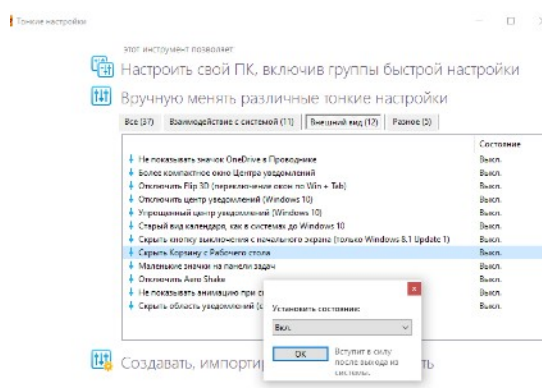 Тонкие настройки
этот инструмент позволяет:
Настроить свой ПК, включив группы быстрой настройки
Вручную менять различные тонкие настройки
Все (37) Взаимодействие с системой (11) Внешний вид (12) Разное (5)
Состояние
Не показывать значок OneDrive в Проводнике Выкл.
Более компактное окно Центра уведомлений Выкл.
Отключить Flip 3D (переключение окон по Win + Tab) Выкл.
Отключить центр уведомлений (Windows 10) Выкл.
Упрощенный центр уведомлений (Windows 10) Выкл.
Старый вид календаря, как в системах до Windows 10 Выкл.
Скрыть кнопку выключения с начального экрана (только Windows 8.1 Update 1) Выкл.
Скрыть Корзину с Рабочего стола Выкл.
Маленькие значки на панели задач Выкл.
Отключить Aero Shake Выкл.
Не показывать анимацию при Выкл.
Скрыть область уведомлений Выкл.
Установить состояние:
Вкл.
OK
Вступит в силу
после выхода из
системы.
Создавать,